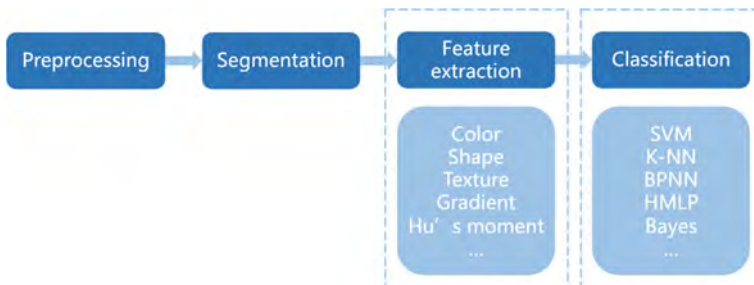 Preprocessing
Segmentation
Feature
extraction
Classification
Color
Shape
Texture
Gradient
Hu’s moment
...
SVM
K-NN
BPNN
HMLP
Bayes
...